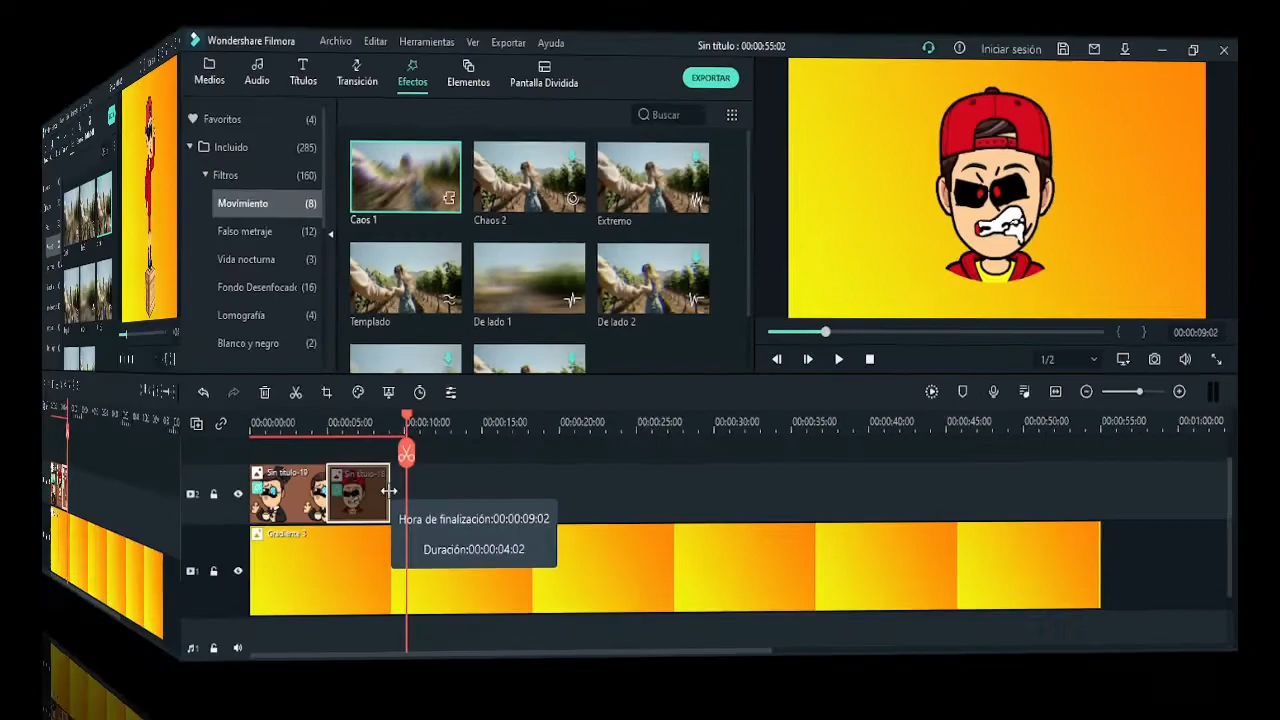 Wondershare Filmora
Archivo
Editar
Herramientas
Ver
Exportar
Ayuda
Sin título : 00:00:55:02
Iniciar sesión
Medios
Audio
Títulos
Transición
Efectos
Elementos
Pantalla Dividida
EXPORTAR
Favoritos (4)
Incluido (285)
Filtros (160)
Movimiento (8)
Falso metraje (12)
Vida nocturna (3)
Fondo Desenfocado (16)
Lomografía (4)
Blanco y negro (2)
Buscar
Caos 1
Chaos 2
Extremo
Templado
De lado 1
De lado 2
{ } 00:00:09:02
1/2
00:00:00:00
00:00:05:00
00:00:10:00
00:00:15:00
00:00:20:00
00:00:25:00
00:00:30:00
00:00:35:00
00:00:40:00
00:00:45:00
00:00:50:00
00:00:55:00
00:01:00:00
2
Sin título-19
Sin título-18
Hora de finalización:00:00:09:02
Duración:00:00:04:02
1
Gradiente 3
1